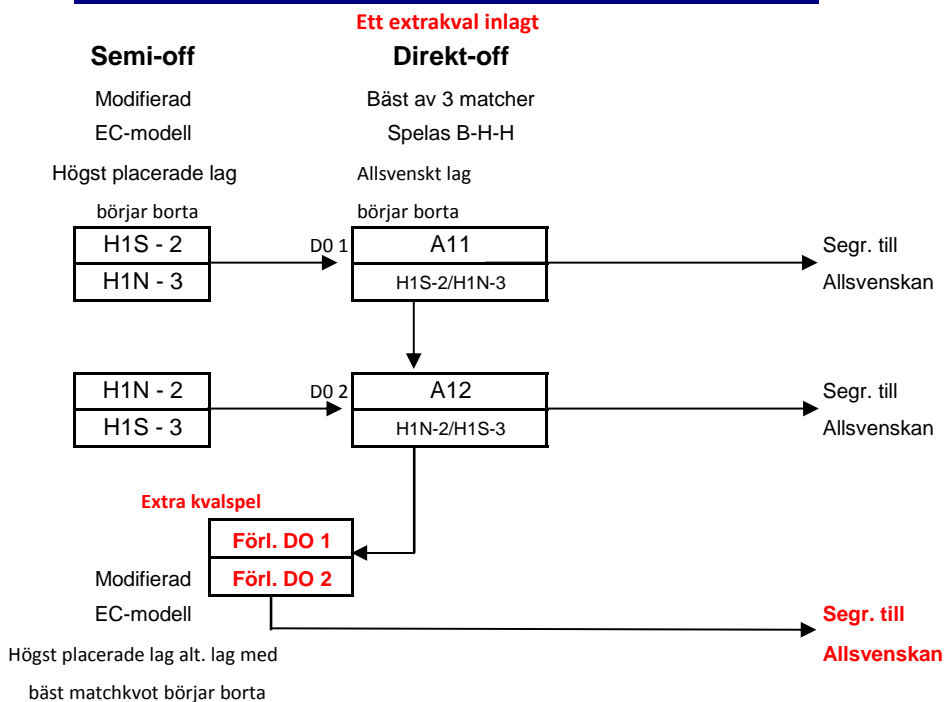 Ett extrakval inlagt
Semi-off Direkt-off
Modifierad Bäst av 3 matcher
EC-modell Spelas B-H-H
Högst placerade lag Allsvenskt lag
börjar borta börjar borta
H1S - 2 D0 1 A11 Segr. till
H1N - 3 H1S-2/H1N-3 Allsvenskan
H1N - 2 D0 2 A12 Segr. till
H1S - 3 H1N-2/H1S-3 Allsvenskan
Extra kvalspel
Förl. DO 1
Modifierad Förl. DO 2
EC-modell Segr. till
Högst placerade lag alt. lag med Allsvenskan
bäst matchkvot börjar borta